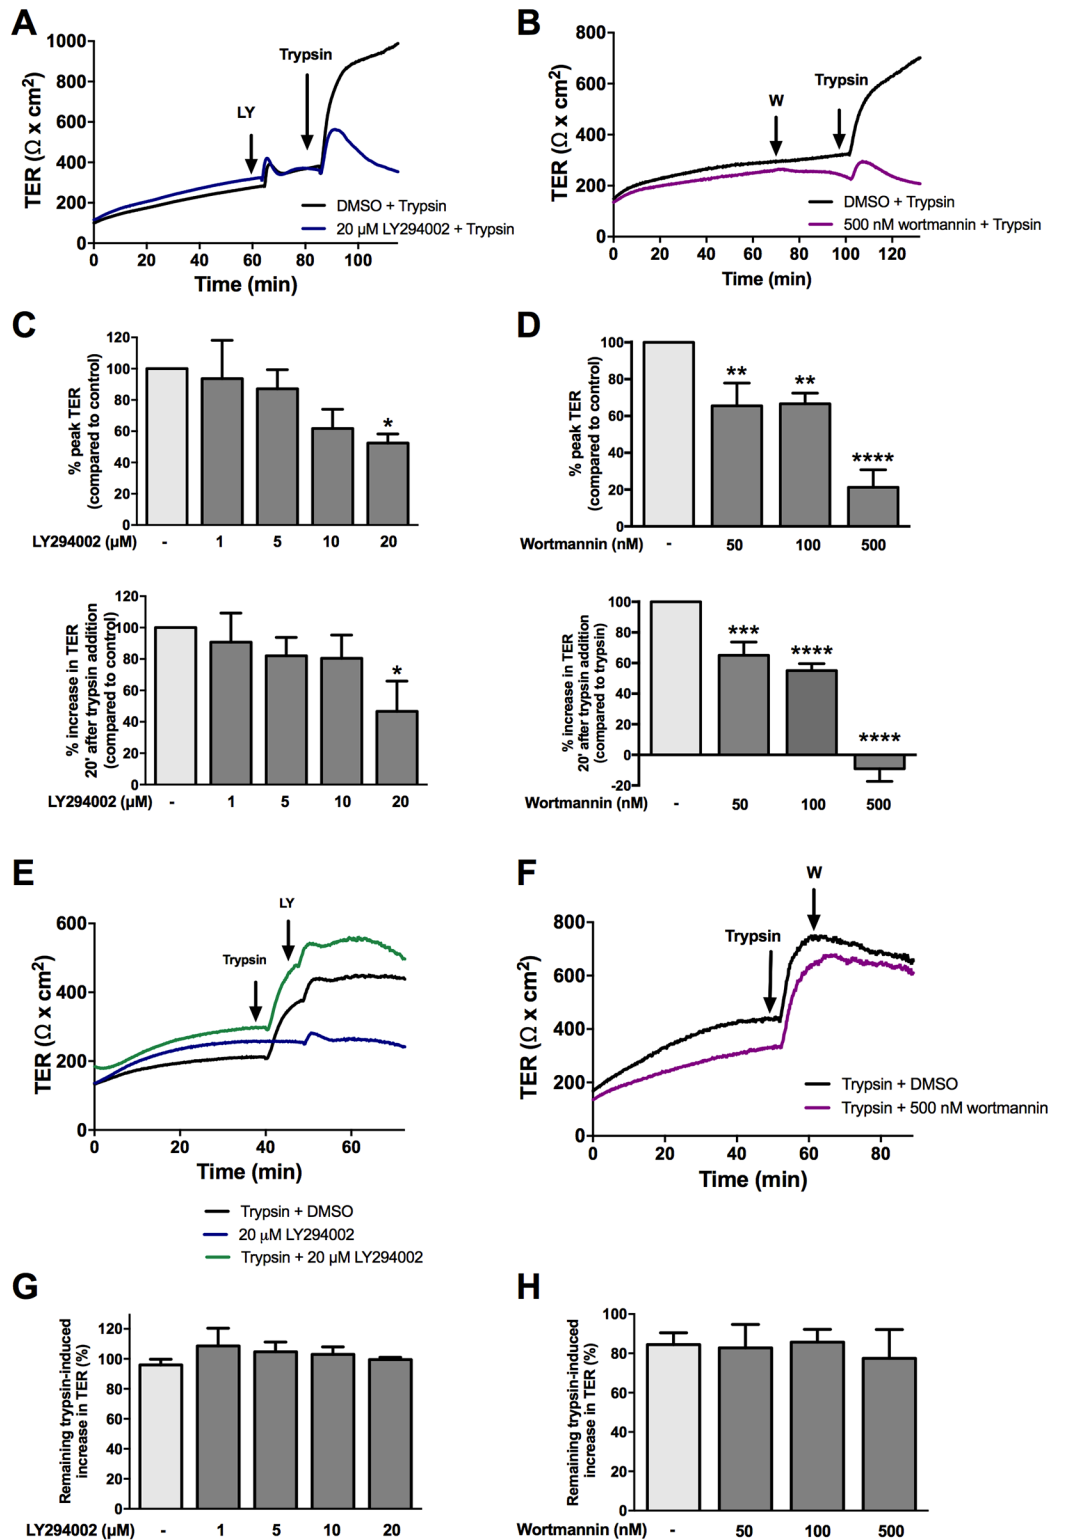 A
B
1000
800
600
400
200
0
TER (Ω x cm²)
LY
Trypsin
DMSO + Trypsin
20 µM LY294002 + Trypsin
0 20 40 60 80 100
Time (min)
800
600
400
200
0
TER (Ω x cm²)
W
Trypsin
DMSO + Trypsin
500 nM wortmannin + Trypsin
0 20 40 60 80 100 120
Time (min)
C
D
120
100
80
60
40
20
0
% peak TER
(compared to control)
*
LY294002 (µM) - 1 5 10 20
100
80
60
40
20
0
% peak TER
(compared to control)
** ** ****
Wortmannin (nM) - 50 100 500
120
100
80
60
40
20
0
% increase in TER
20' after trypsin addition
(compared to control)
*
LY294002 (µM) - 1 5 10 20
100
80
60
40
20
0
-20
% increase in TER
20' after trypsin addition
(compared to trypsin)
*** **** ****
Wortmannin (nM) - 50 100 500
E
F
600
400
200
0
TER (Ω x cm²)
Trypsin
LY
0 20 40 60
Time (min)
Trypsin + DMSO
20 µM LY294002
Trypsin + 20 µM LY294002
800
600
400
200
0
TER (Ω x cm²)
Trypsin
W
Trypsin + DMSO
Trypsin + 500 nM wortmannin
0 20 40 60 80
Time (min)
G
H
120
100
80
60
40
20
0
Remaining trypsin-induced
increase in TER (%)
LY294002 (µM) - 1 5 10 20
100
80
60
40
20
0
Remaining trypsin-induced
increase in TER (%)
Wortmannin (nM) - 50 100 500